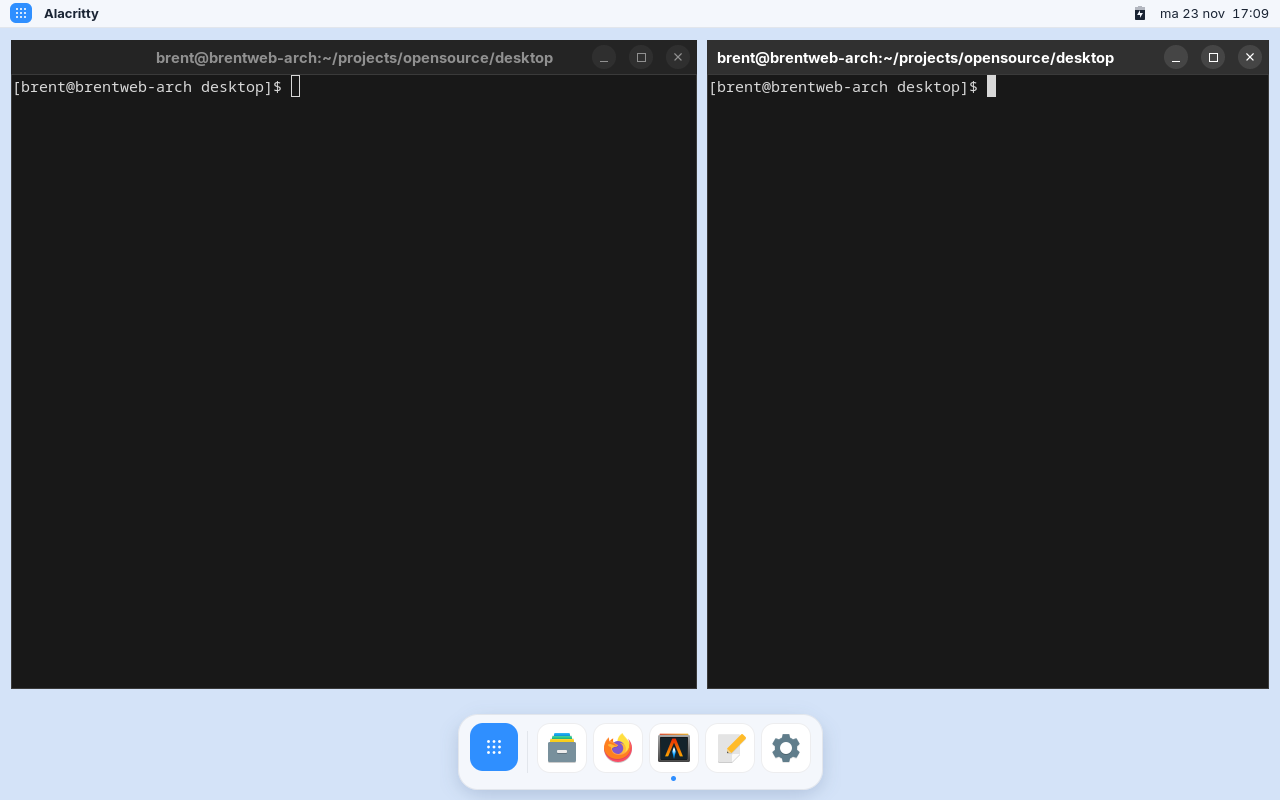 Alacritty
ma 23 nov 17:09
brent@brentweb-arch:~/projects/opensource/desktop
[brent@brentweb-arch desktop]$
brent@brentweb-arch:~/projects/opensource/desktop
[brent@brentweb-arch desktop]$